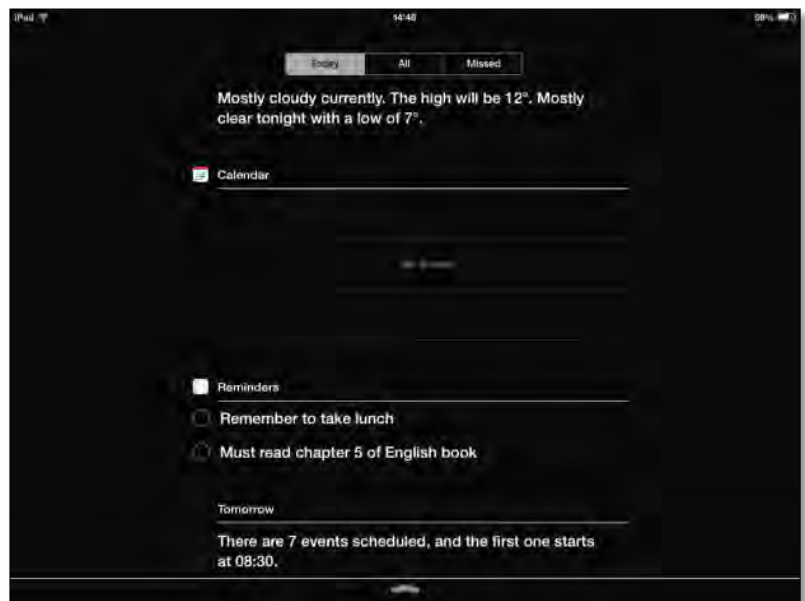 iPad 14:48
Today All Missed
Mostly cloudy currently. The high will be 12°. Mostly
clear tonight with a low of 7°.
Calendar
Reminders
Remember to take lunch
Must read chapter 5 of English book
Tomorrow
There are 7 events scheduled, and the first one starts
at 08:30.